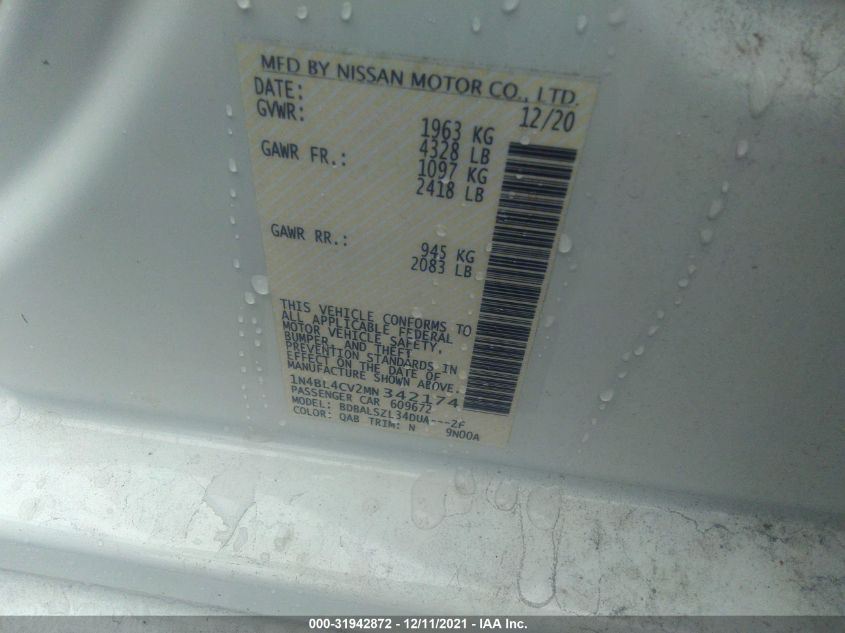 MFD BY NISSAN MOTOR CO., LTD.
DATE: 12/20
GVWR: 1963 KG
4328 LB
GAWR FR.: 1097 KG
2418 LB
GAWR RR.: 945 KG
2083 LB
THIS VEHICLE CONFORMS TO
ALL APPLICABLE FEDERAL
MOTOR VEHICLE SAFETY,
BUMPER, AND THEFT
PREVENTION STANDARDS IN
EFFECT ON THE DATE OF
MANUFACTURE SHOWN ABOVE.
1N4BL4CV2MN342174
PASSENGER CAR 609672
MODEL: BDBALSZL34DUA---ZF
COLOR: QAB TRIM: N 9N00A
000-31942872 - 12/11/2021 - IAA Inc.